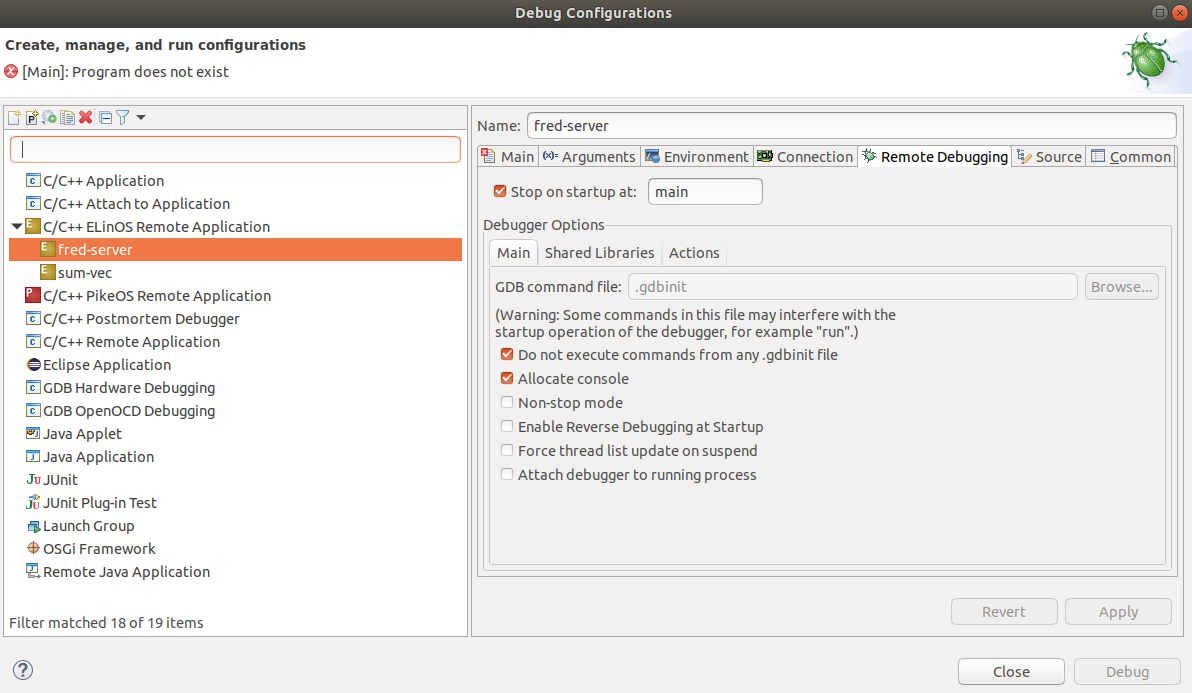 Debug Configurations
Create, manage, and run configurations
[Main]: Program does not exist
C/C++ Application
C/C++ Attach to Application
C/C++ ELinOS Remote Application
fred-server
sum-vec
C/C++ PikeOS Remote Application
C/C++ Postmortem Debugger
C/C++ Remote Application
Eclipse Application
GDB Hardware Debugging
GDB OpenOCD Debugging
Java Applet
Java Application
JUnit
JUnit Plug-in Test
Launch Group
OSGi Framework
Remote Java Application
Filter matched 18 of 19 items
Name: fred-server
Main Arguments Environment Connection Remote Debugging Source Common
Stop on startup at: main
Debugger Options
Main Shared Libraries Actions
GDB command file: .gdbinit Browse...
(Warning: Some commands in this file may interfere with the
startup operation of the debugger, for example "run".)
Do not execute commands from any .gdbinit file
Allocate console
Non-stop mode
Enable Reverse Debugging at Startup
Force thread list update on suspend
Attach debugger to running process
Revert Apply
Close Debug